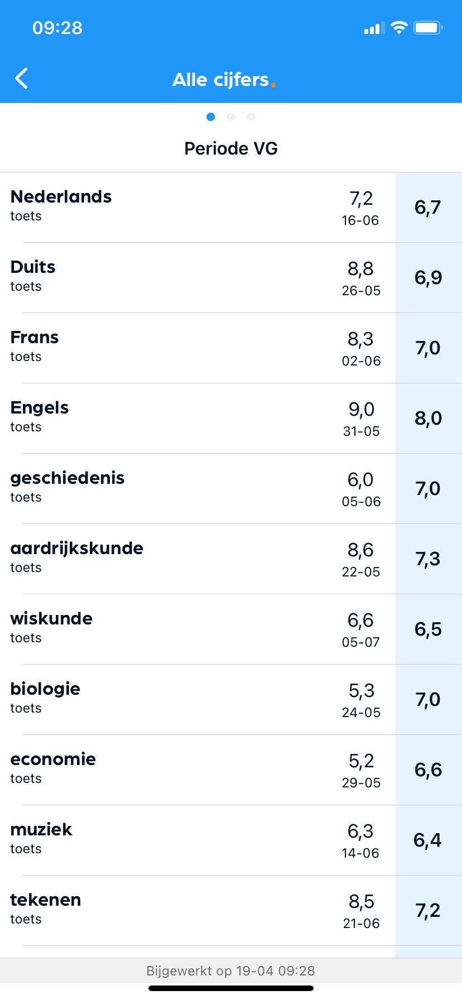 09:28
Alle cijfers.
Periode VG
Nederlands
toets
7,2
16-06
6,7
Duits
toets
8,8
26-05
6,9
Frans
toets
8,3
02-06
7,0
Engels
toets
9,0
31-05
8,0
geschiedenis
toets
6,0
05-06
7,0
aardrijkskunde
toets
8,6
22-05
7,3
wiskunde
toets
6,6
05-07
6,5
biologie
toets
5,3
24-05
7,0
economie
toets
5,2
29-05
6,6
muziek
toets
6,3
14-06
6,4
tekenen
toets
8,5
21-06
7,2
Bijgewerkt op 19-04 09:28